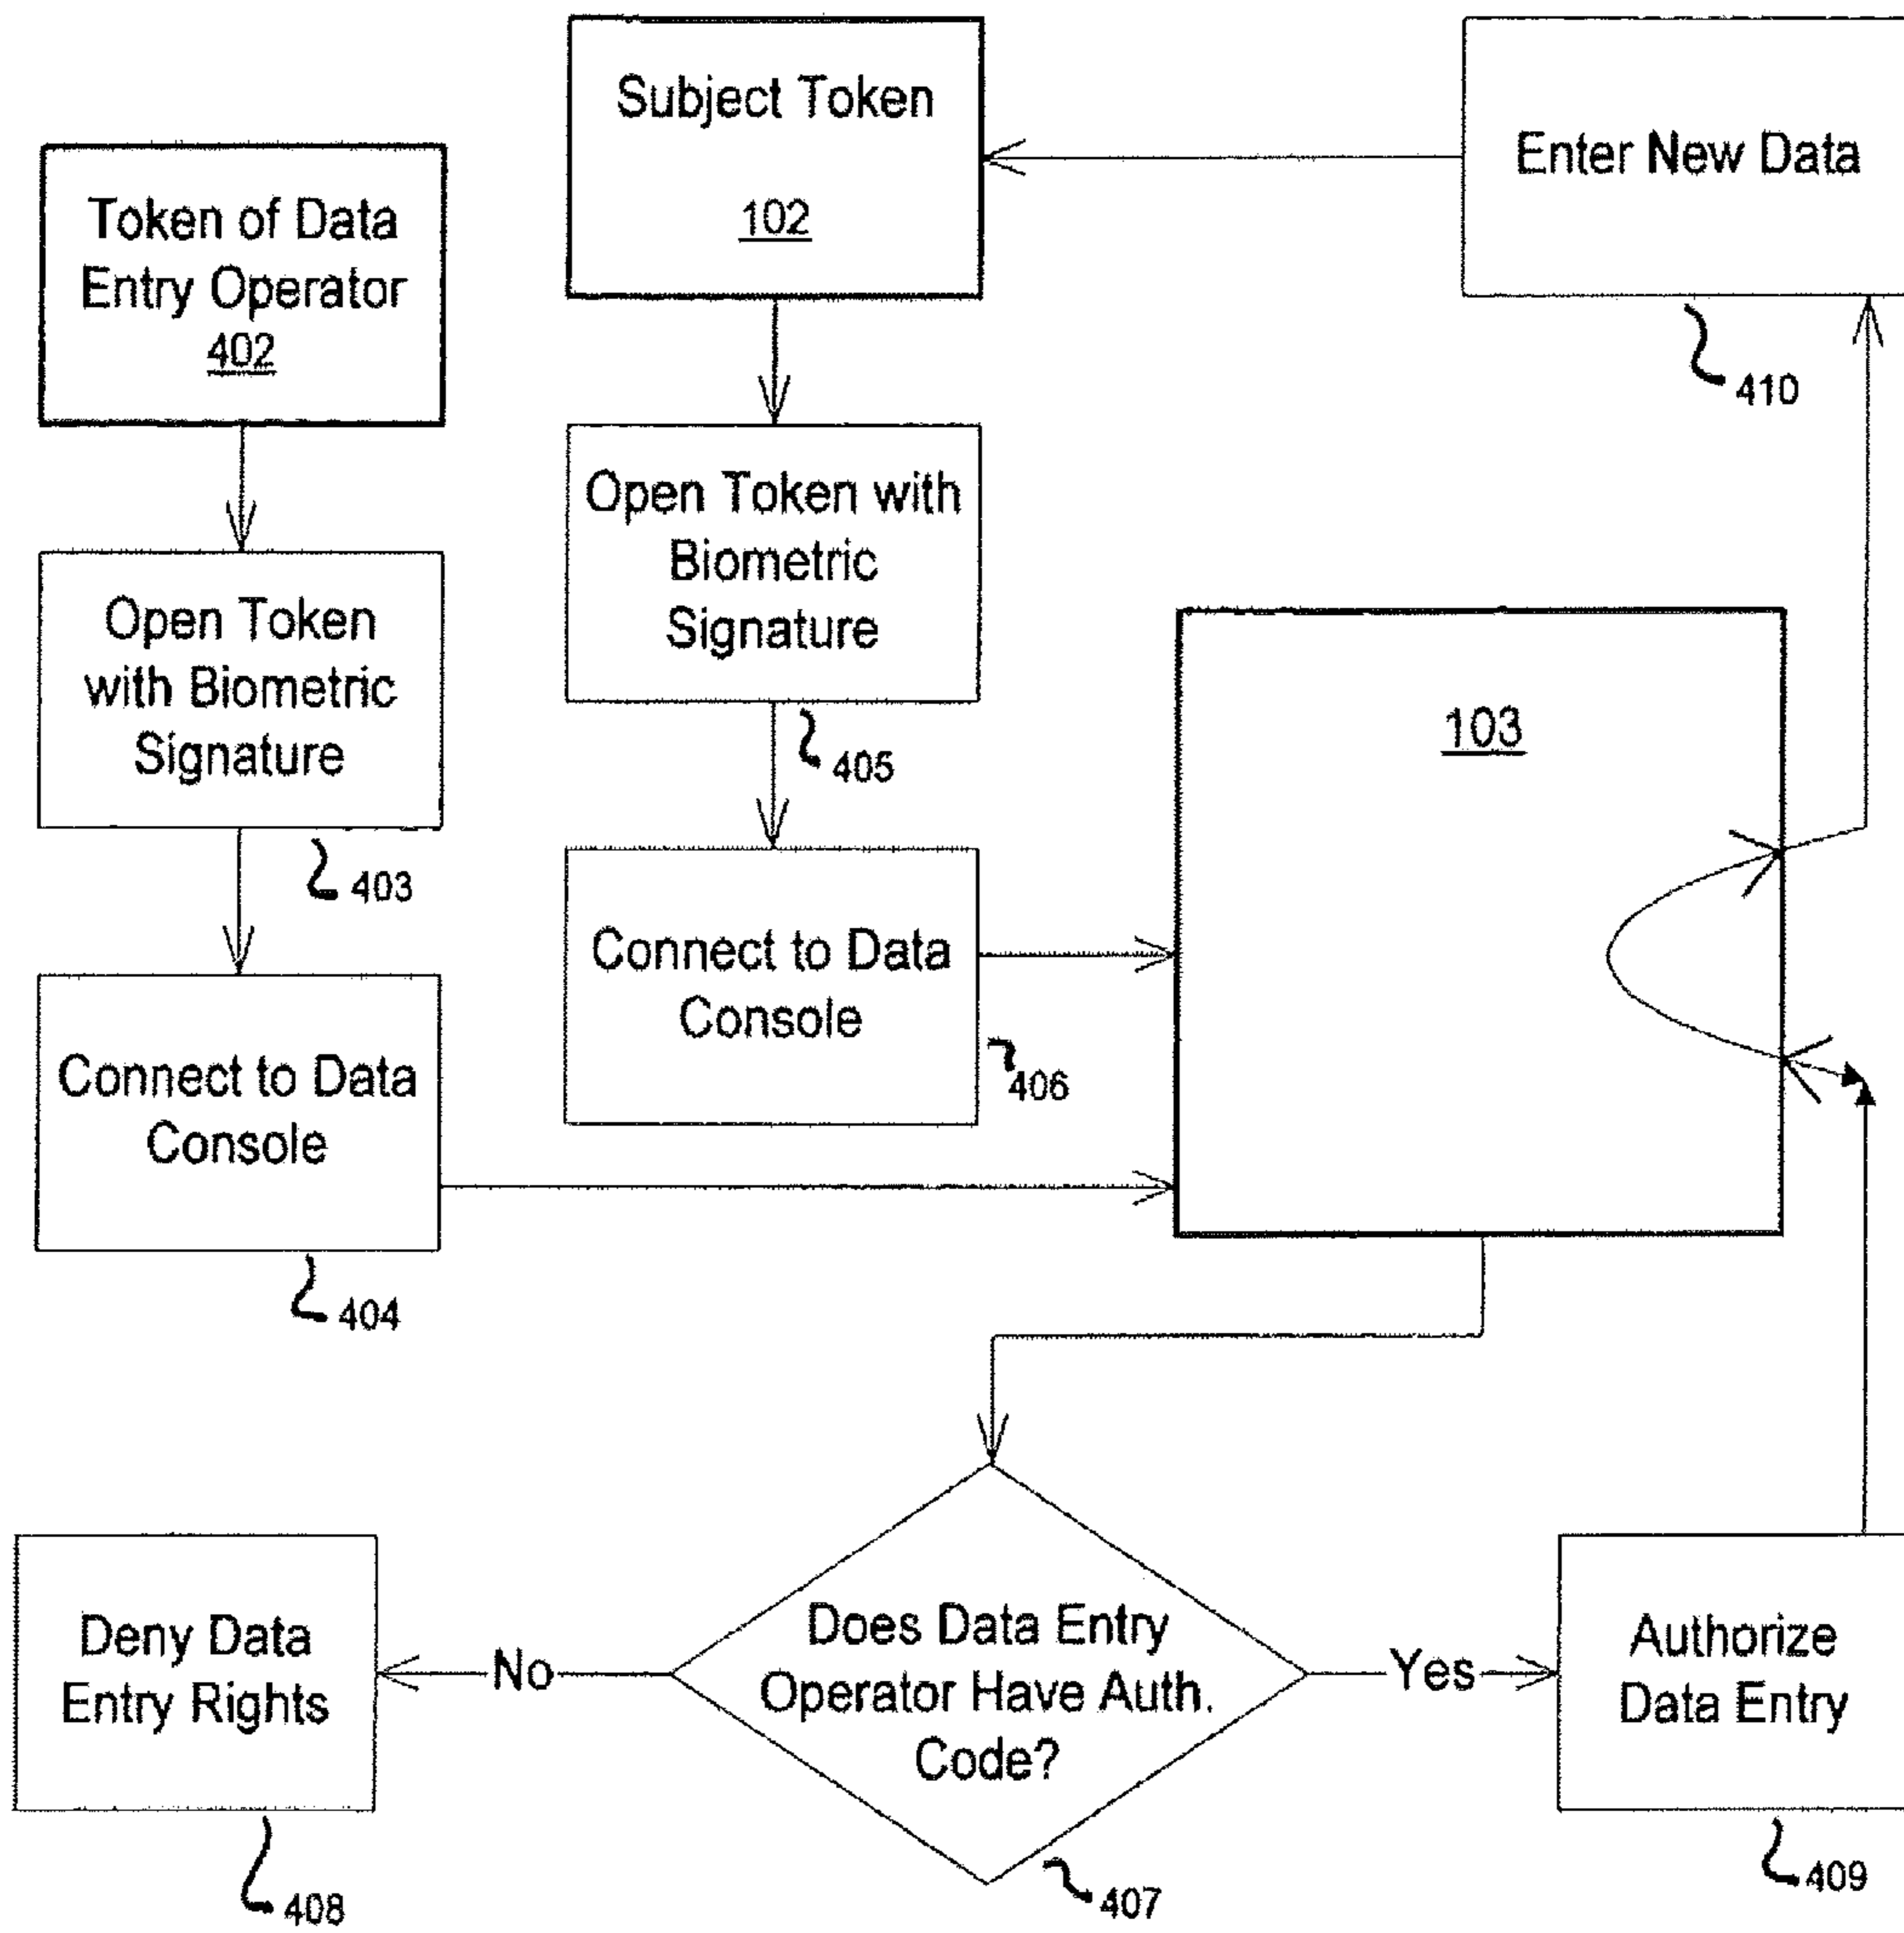 Subject Token
102
Enter New Data
410
Token of Data
Entry Operator
402
Open Token with
Biometric
Signature
405
Open Token
with Biometric
Signature
403
103
Connect to Data
Console
406
Connect to Data
Console
404
Deny Data
Entry Rights
408
No
Does Data Entry
Operator Have Auth.
Code?
407
Yes
Authorize
Data Entry
409